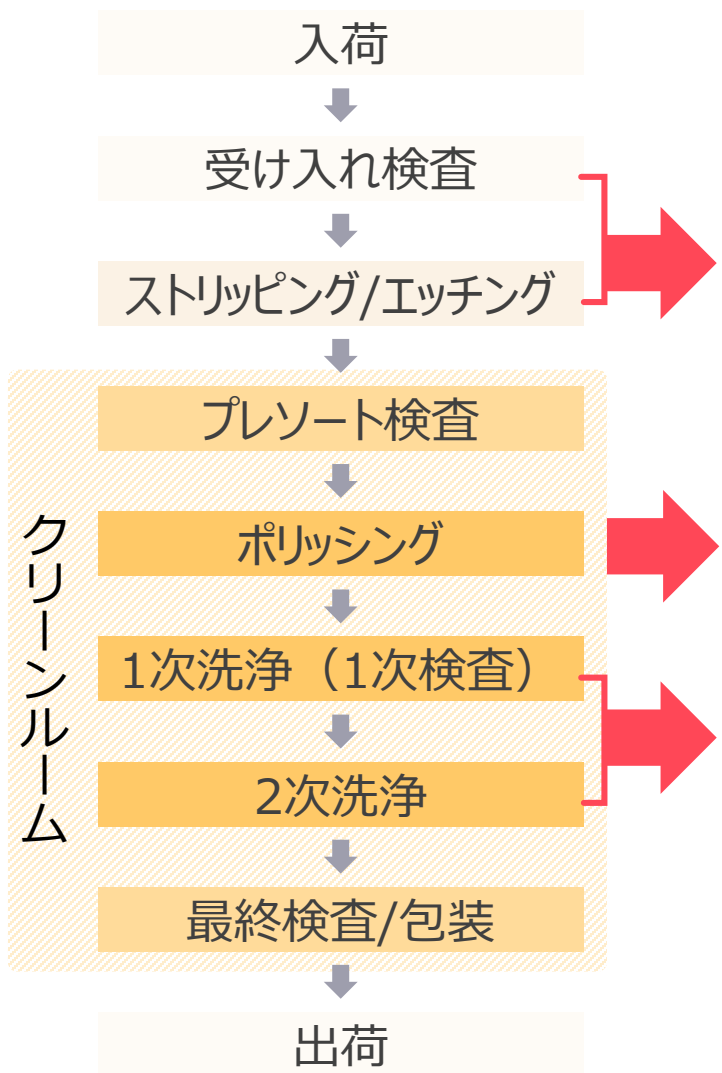 入荷
受け入れ検査
ストリッピング/エッチング
プレソート検査
ポリッシング
1次洗浄（1次検査）
2次洗浄
最終検査/包装
クリーンルーム
出荷